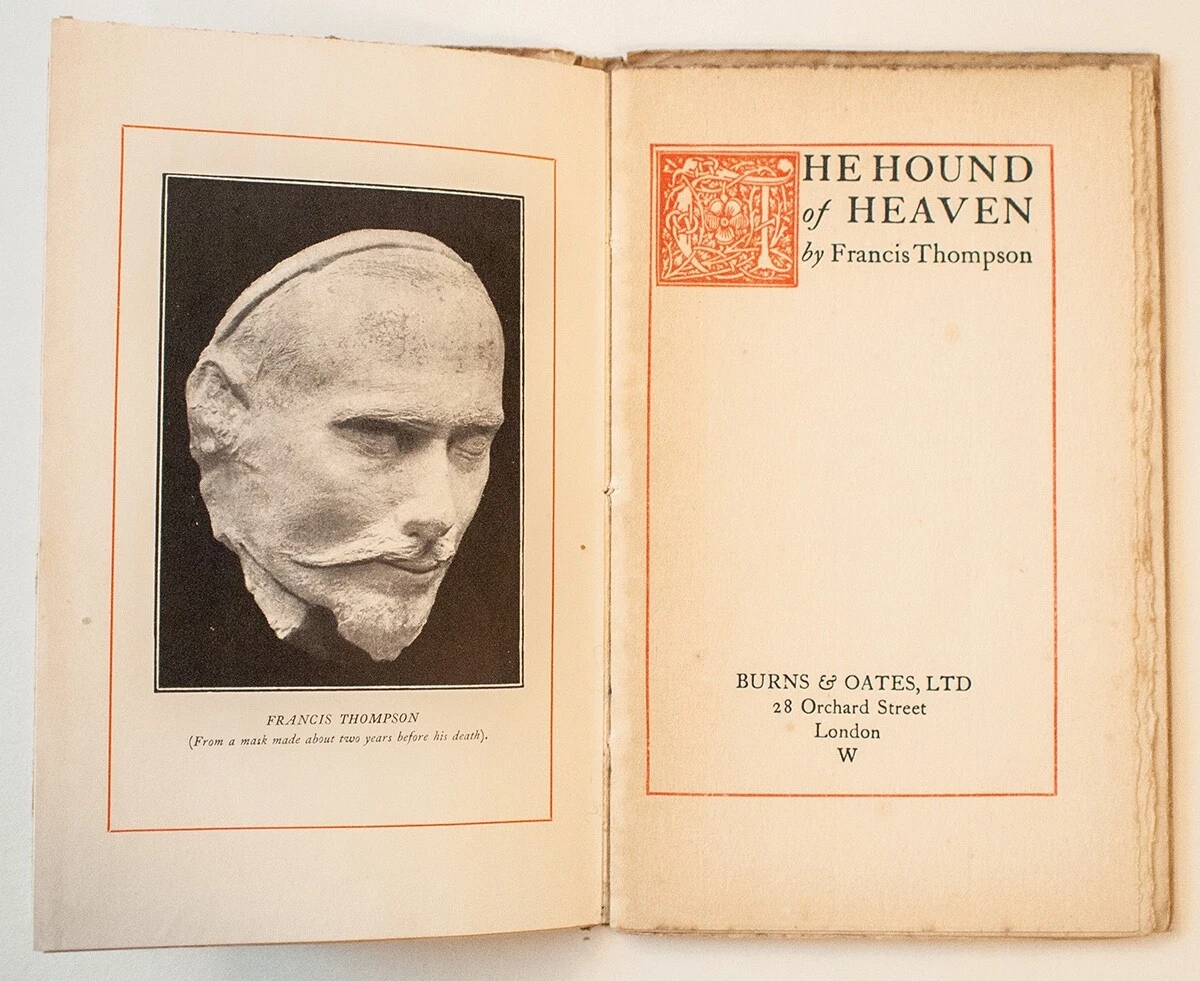 FRANCIS THOMPSON
(From a mask made about two years before his death).
THE HOUND
of HEAVEN
by Francis Thompson
BURNS & OATES, LTD
28 Orchard Street
London
W